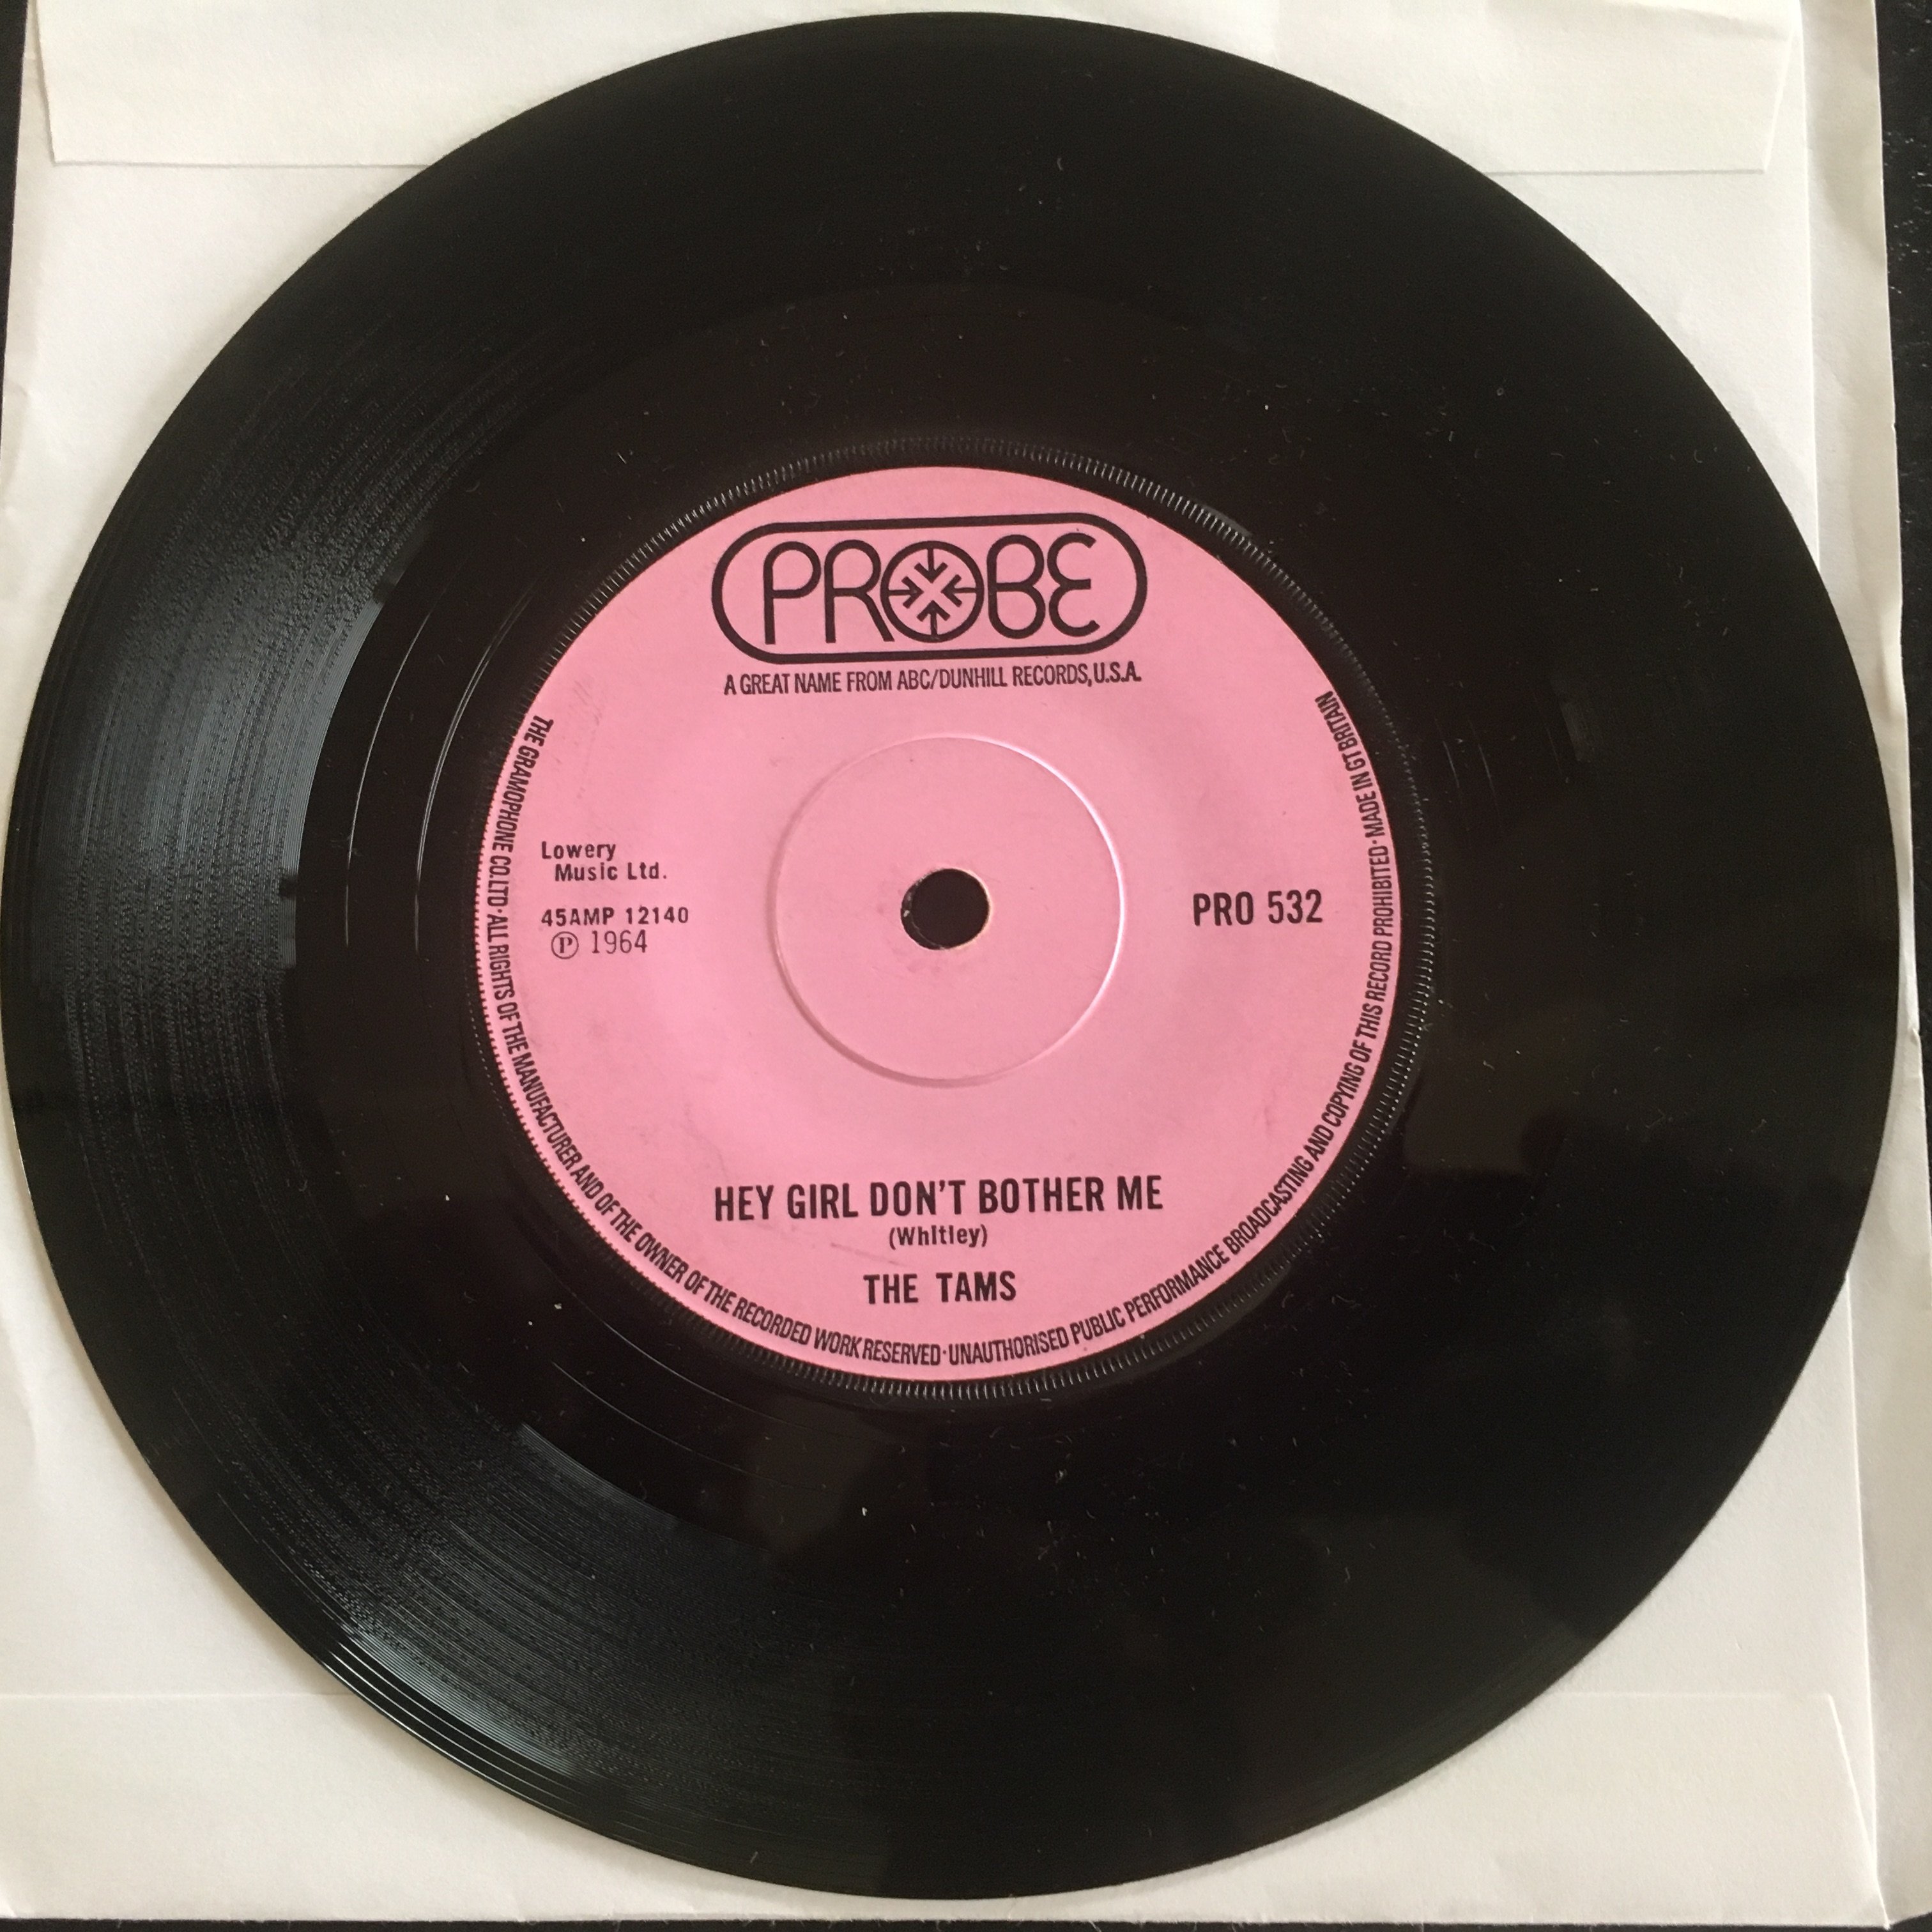 PROBE
A GREAT NAME FROM ABC/DUNHILL RECORDS, U.S.A.
Lowery
Music Ltd.
45AMP 12140
Ⓟ 1964
PRO 532
HEY GIRL DON'T BOTHER ME
(Whitley)
THE TAMS
THE GRAMOPHONE CO. LTD · ALL RIGHTS OF THE MANUFACTURER AND OF THE OWNER OF THE RECORDED WORK RESERVED · UNAUTHORISED PUBLIC PERFORMANCE BROADCASTING AND COPYING OF THIS RECORD PROHIBITED · MADE IN GT BRITAIN